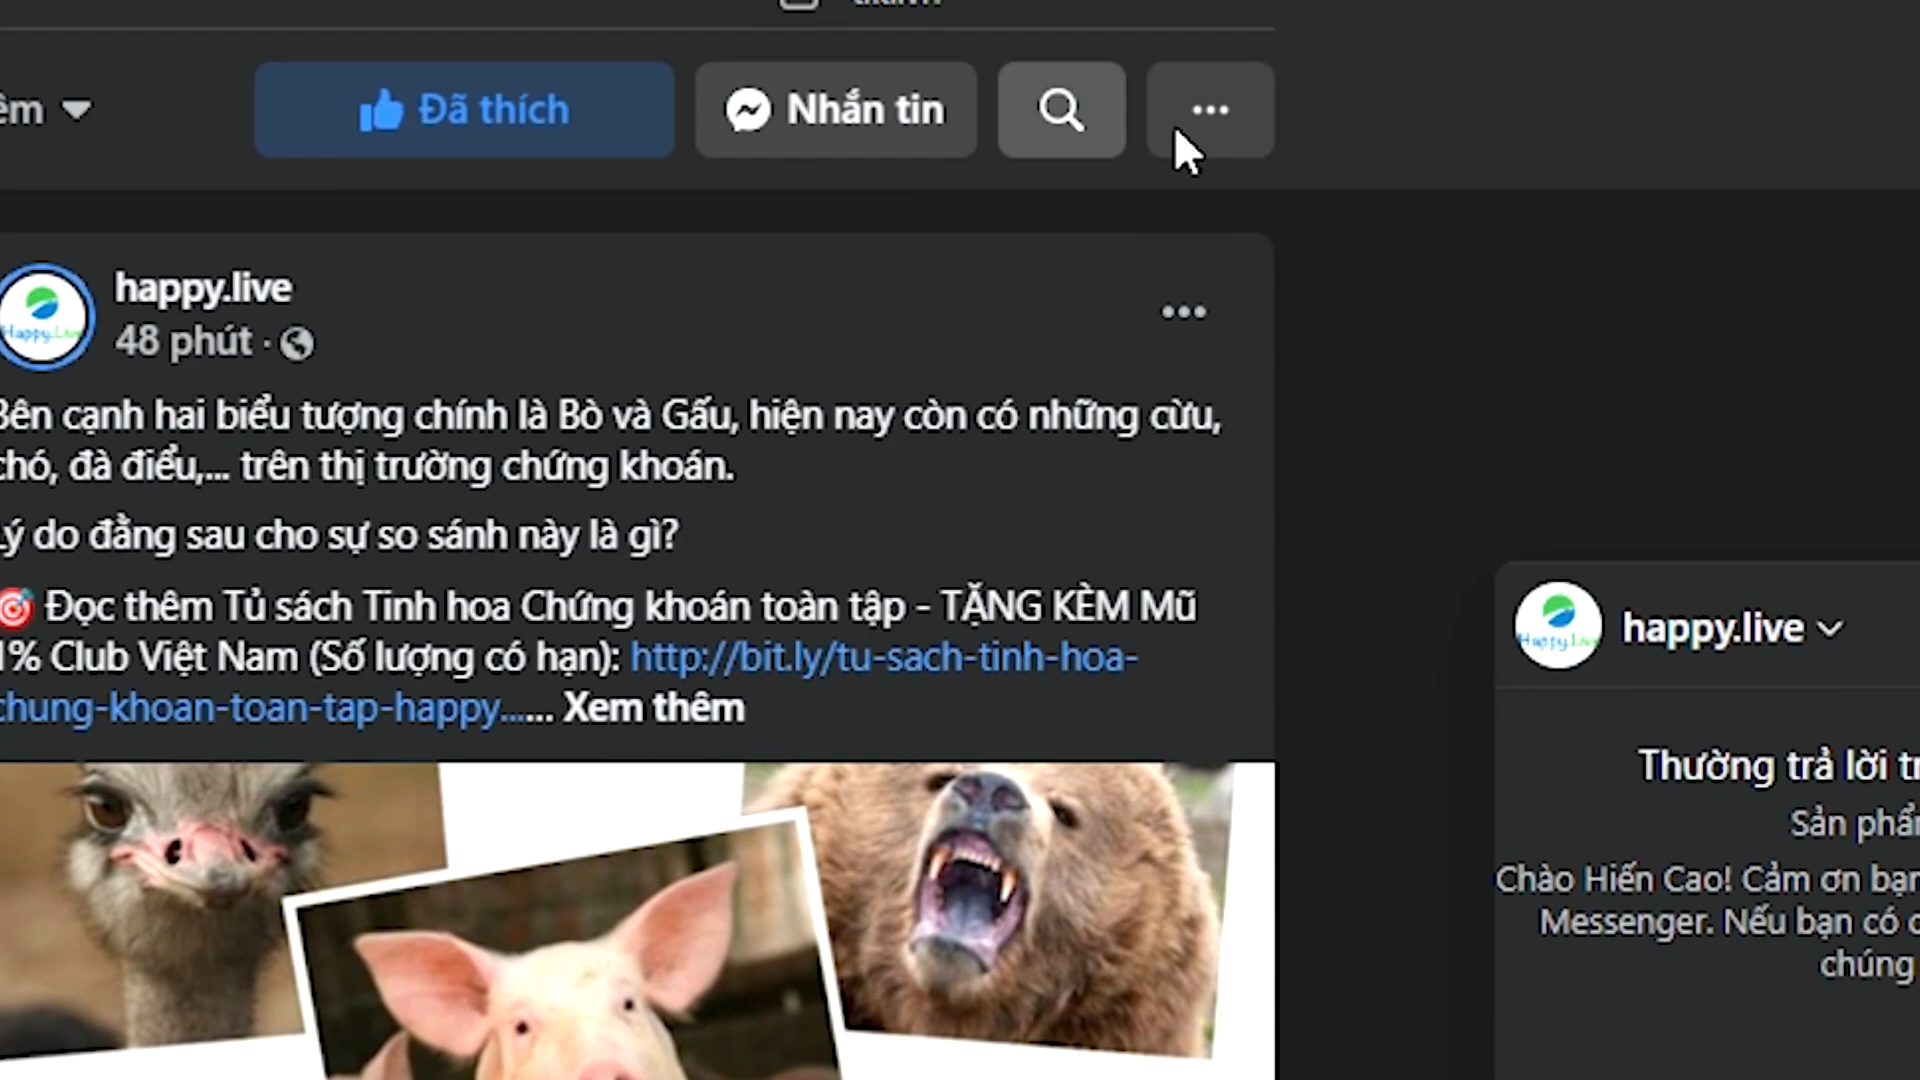 Đã thích
Nhắn tin
happy.live
48 phút ·
Bên cạnh hai biểu tượng chính là Bò và Gấu, hiện nay còn có những cừu,
chó, đà điểu,... trên thị trường chứng khoán.
Lý do đằng sau cho sự so sánh này là gì?
🎯 Đọc thêm Tủ sách Tinh hoa Chứng khoán toàn tập - TẶNG KÈM Mũ
1% Club Việt Nam (Số lượng có hạn): http://bit.ly/tu-sach-tinh-hoa-
chung-khoan-toan-tap-happy...... Xem thêm
Happy.Live
happy.live
Happy.Live
Thường trả lời
Sản phẩm
Chào Hiến Cao! Cảm ơn bạn
Messenger. Nếu bạn có
chúng